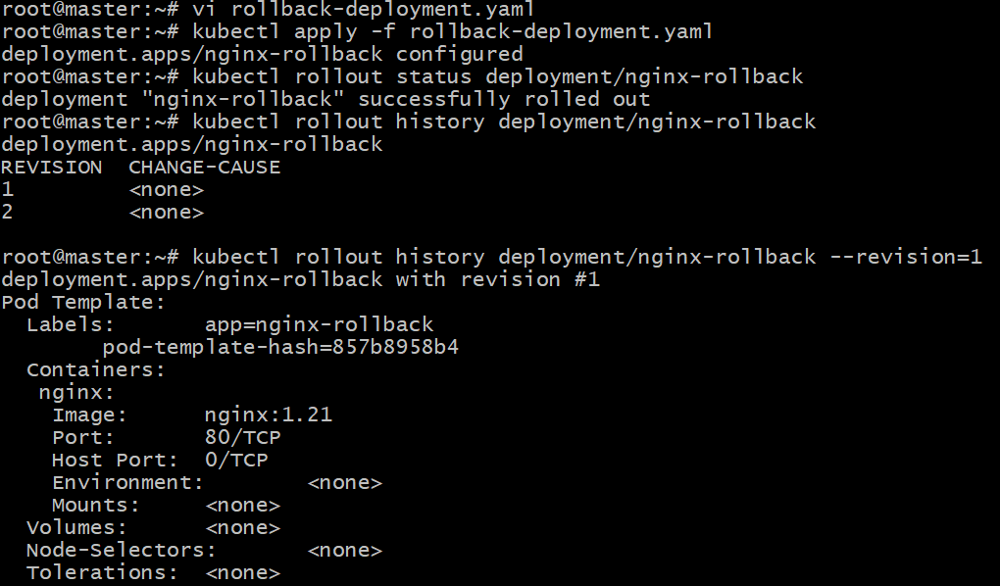 root@master:~# vi rollback-deployment.yaml
root@master:~# kubectl apply -f rollback-deployment.yaml
deployment.apps/nginx-rollback configured
root@master:~# kubectl rollout status deployment/nginx-rollback
deployment "nginx-rollback" successfully rolled out
root@master:~# kubectl rollout history deployment/nginx-rollback
deployment.apps/nginx-rollback
REVISION  CHANGE-CAUSE
1         <none>
2         <none>

root@master:~# kubectl rollout history deployment/nginx-rollback --revision=1
deployment.apps/nginx-rollback with revision #1
Pod Template:
  Labels:       app=nginx-rollback
        pod-template-hash=857b8958b4
  Containers:
   nginx:
    Image:      nginx:1.21
    Port:       80/TCP
    Host Port:  0/TCP
    Environment:        <none>
    Mounts:     <none>
  Volumes:      <none>
  Node-Selectors:       <none>
  Tolerations:  <none>